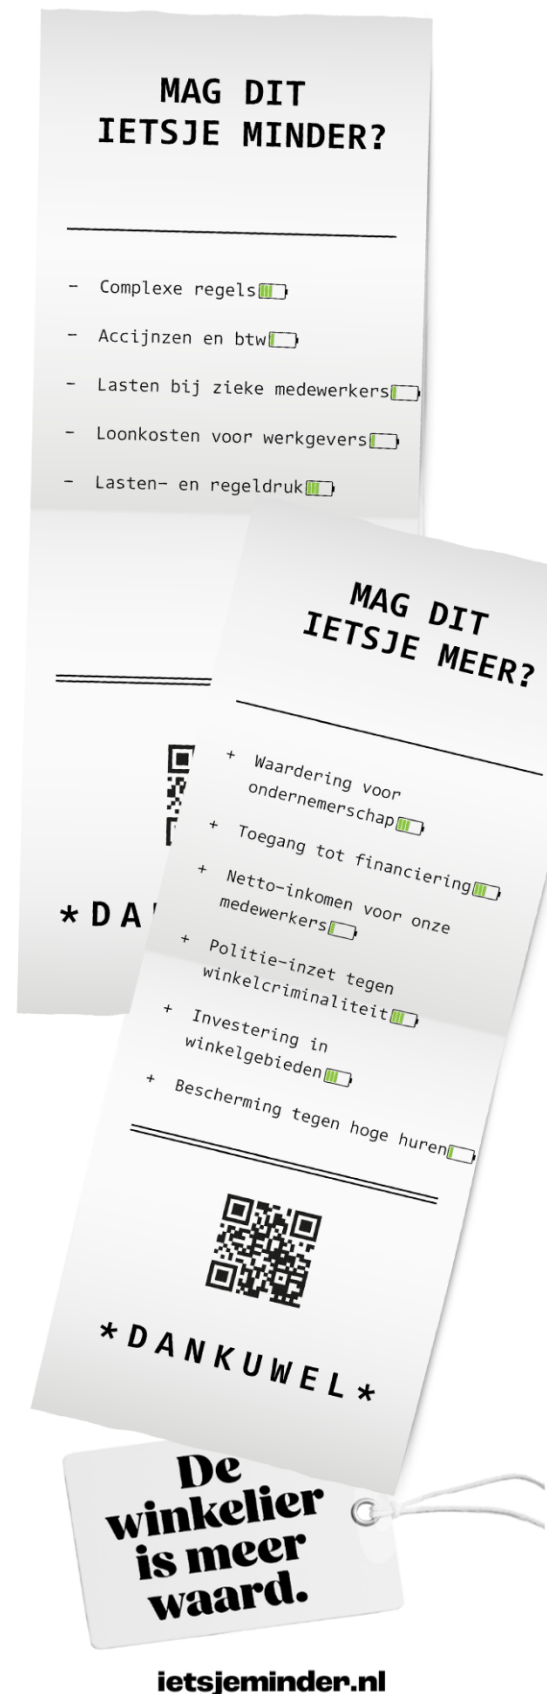 MAG DIT
IETSJE MINDER?
- Complexe regels
- Accijnzen en btw
- Lasten bij zieke medewerkers
- Loonkosten voor werkgevers
- Lasten- en regeldruk
*DA
MAG DIT
IETSJE MEER?
+ Waardering voor
ondernemerschap
+ Toegang tot financiering
+ Netto-inkomen voor onze
medewerkers
+ Politie-inzet tegen
winkelcriminaliteit
+ Investering in
winkelgebieden
+ Bescherming tegen hoge huren
*DANKUWEL*
De
winkelier
is meer
waard.
ietsjeminder.nl